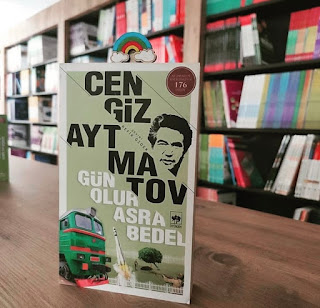 CEN
GİZ
AYT
MA
TOV
GÜN
OLUR
ASRA
BEDEL
176